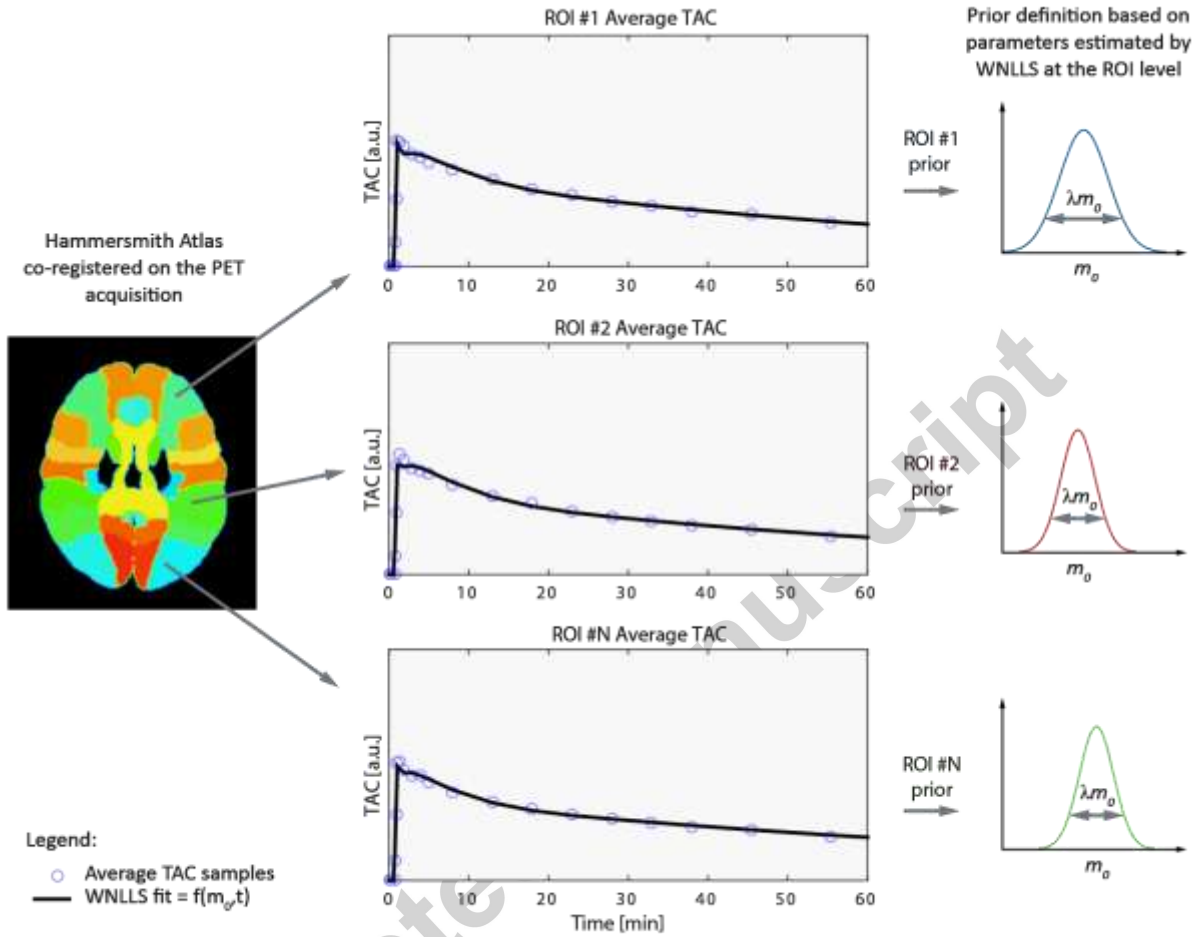 ROI #1 Average TAC
Prior definition based on
parameters estimated by
WNLLS at the ROI level
TAC [a.u.]
0 10 20 30 40 50 60
ROI #1
prior
λm₀
m₀
Hammersmith Atlas
co-registered on the PET
acquisition
ROI #2 Average TAC
TAC [a.u.]
0 10 20 30 40 50 60
ROI #2
prior
λm₀
m₀
ROI #N Average TAC
TAC [a.u.]
0 10 20 30 40 50 60
Time [min]
ROI #N
prior
λm₀
m₀
Legend:
Average TAC samples
WNLLS fit = f(m₀,t)